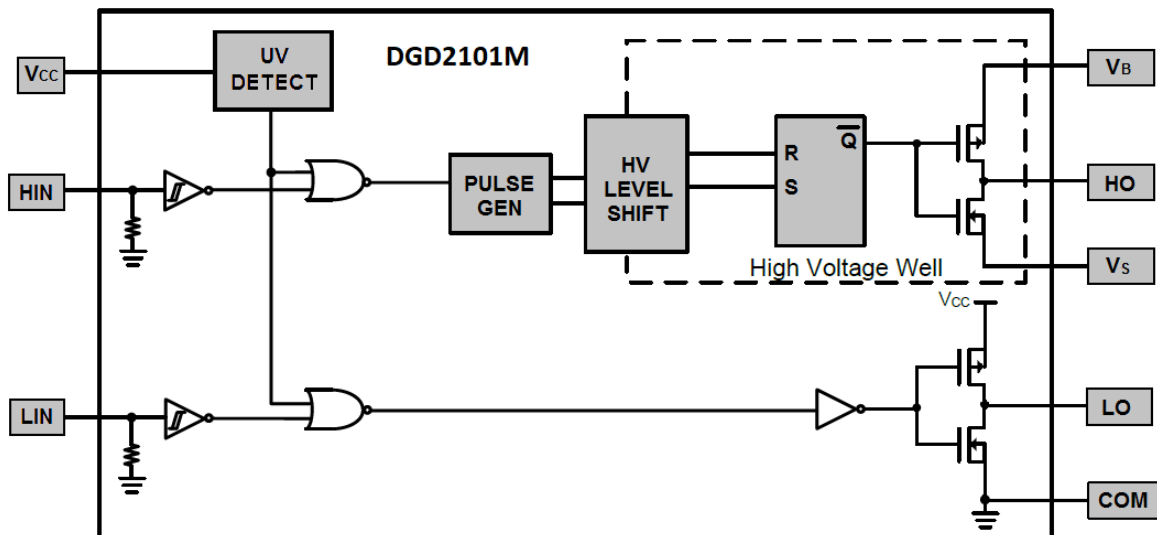 DGD2101M
UV
DETECT
VCC
VB
HIN
PULSE
GEN
HV
LEVEL
SHIFT
R
S
Q
HO
VS
High Voltage Well
VCC
LIN
LO
COM